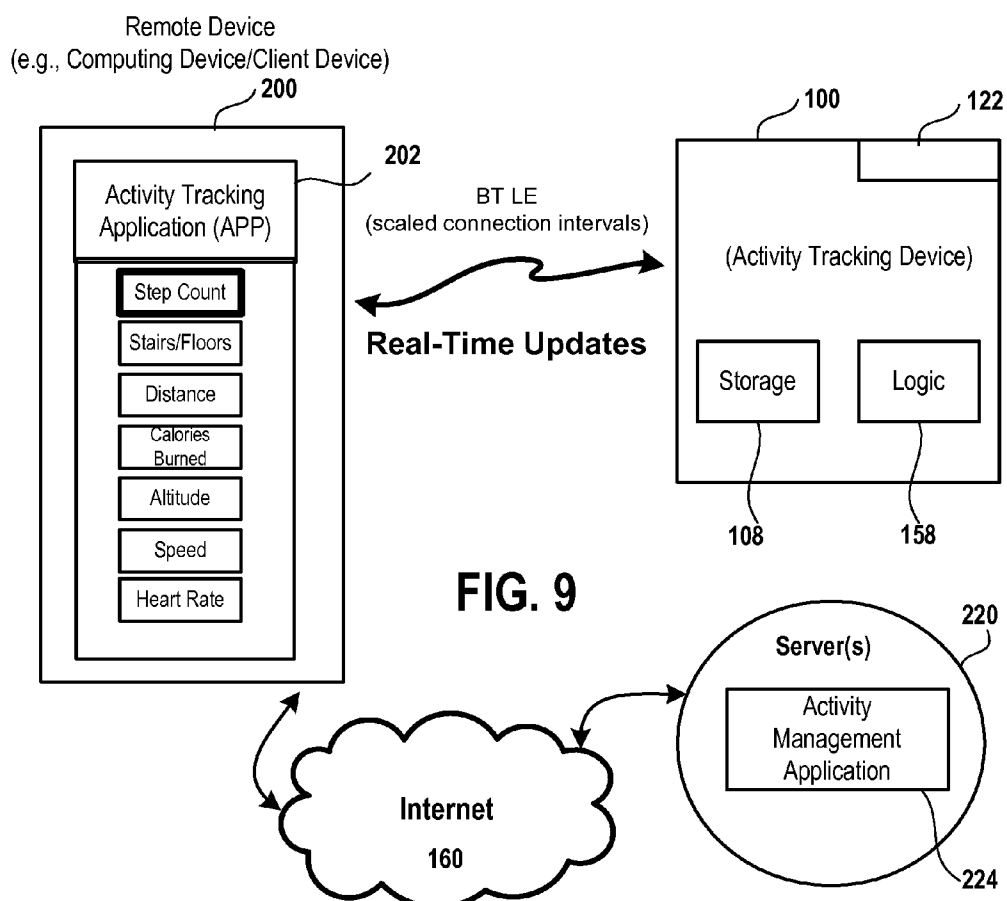 Remote Device
(e.g., Computing Device/Client Device)
200
202
Activity Tracking
Application (APP)
Step Count
Stairs/Floors
Distance
Calories
Burned
Altitude
Speed
Heart Rate
BT LE
(scaled connection intervals)
Real-Time Updates
100
122
(Activity Tracking Device)
Storage
Logic
108
158
FIG. 9
220
Server(s)
Activity
Management
Application
224
Internet
160